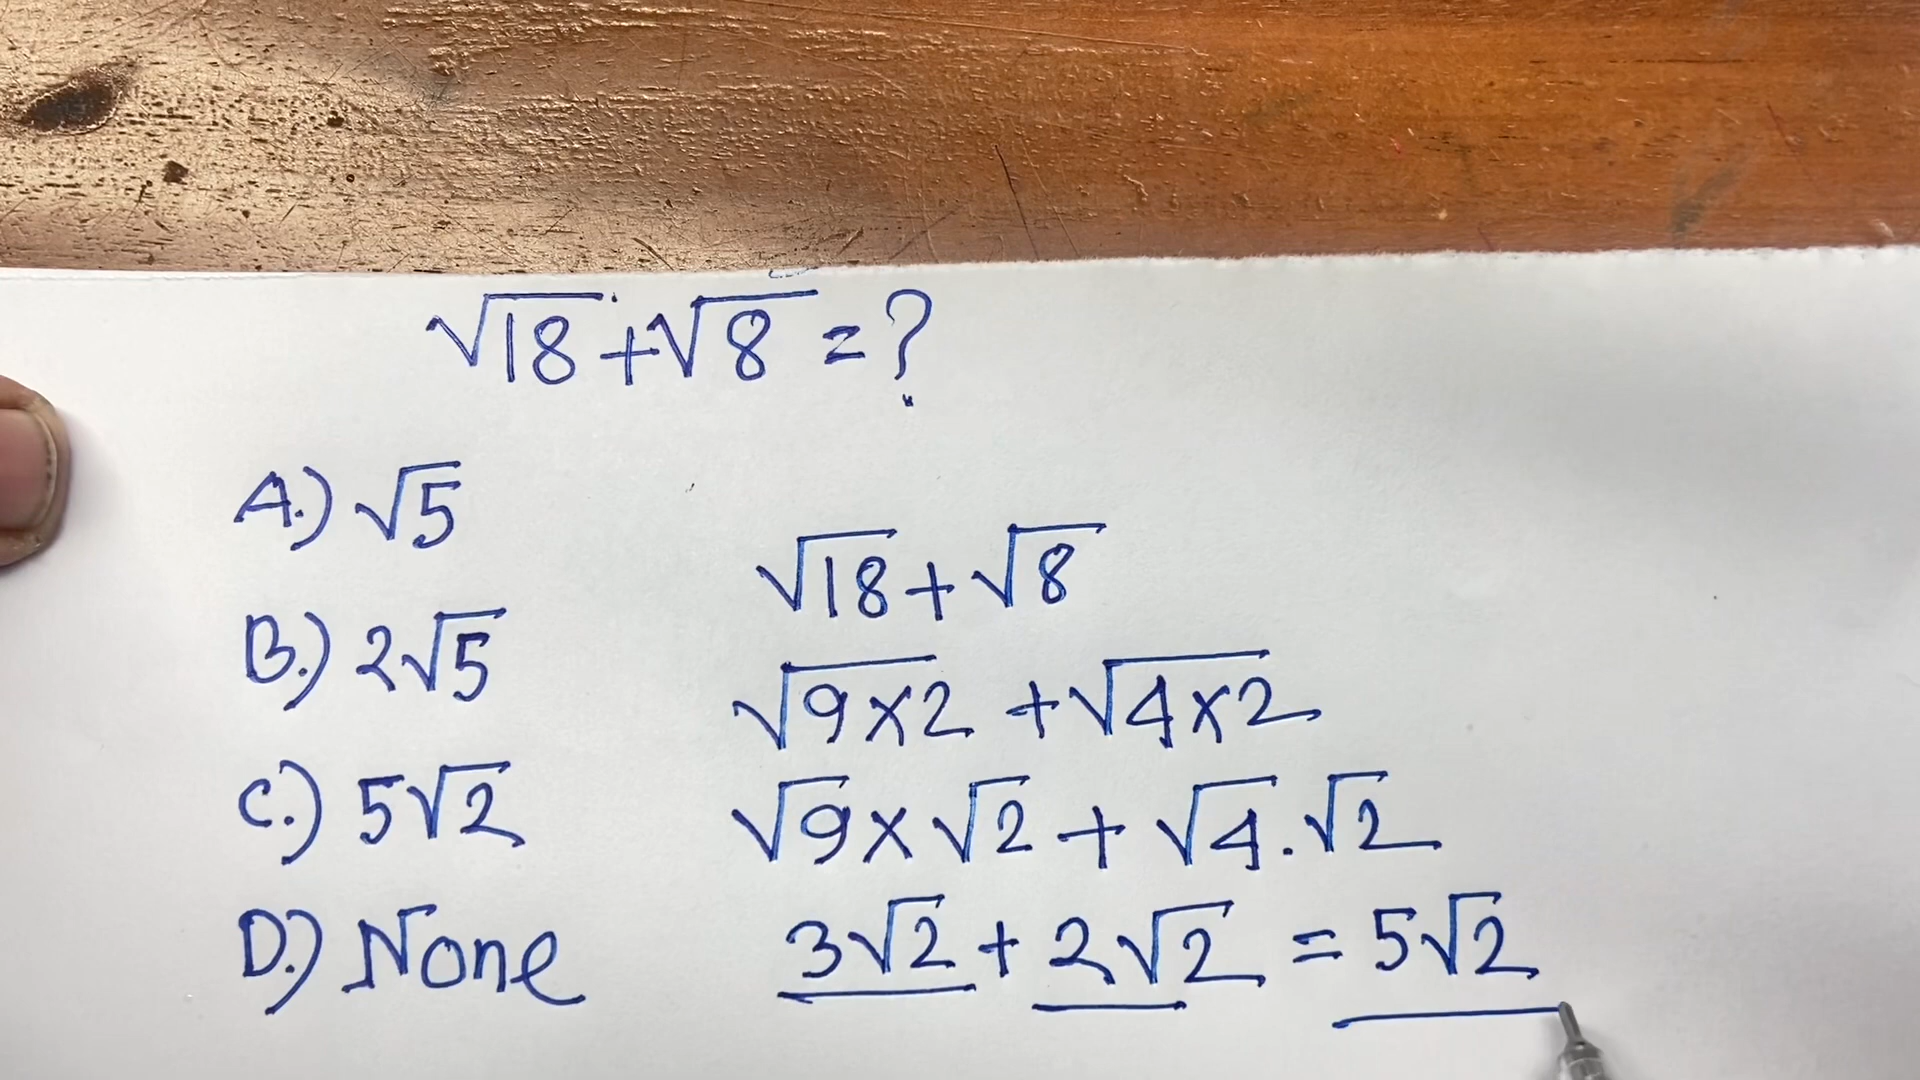 √18 + √8 = ?
A.) √5
B.) 2√5
C.) 5√2
D.) None
√18 + √8
√9×2 + √4×2
√9 × √2 + √4 . √2
3√2 + 2√2 = 5√2